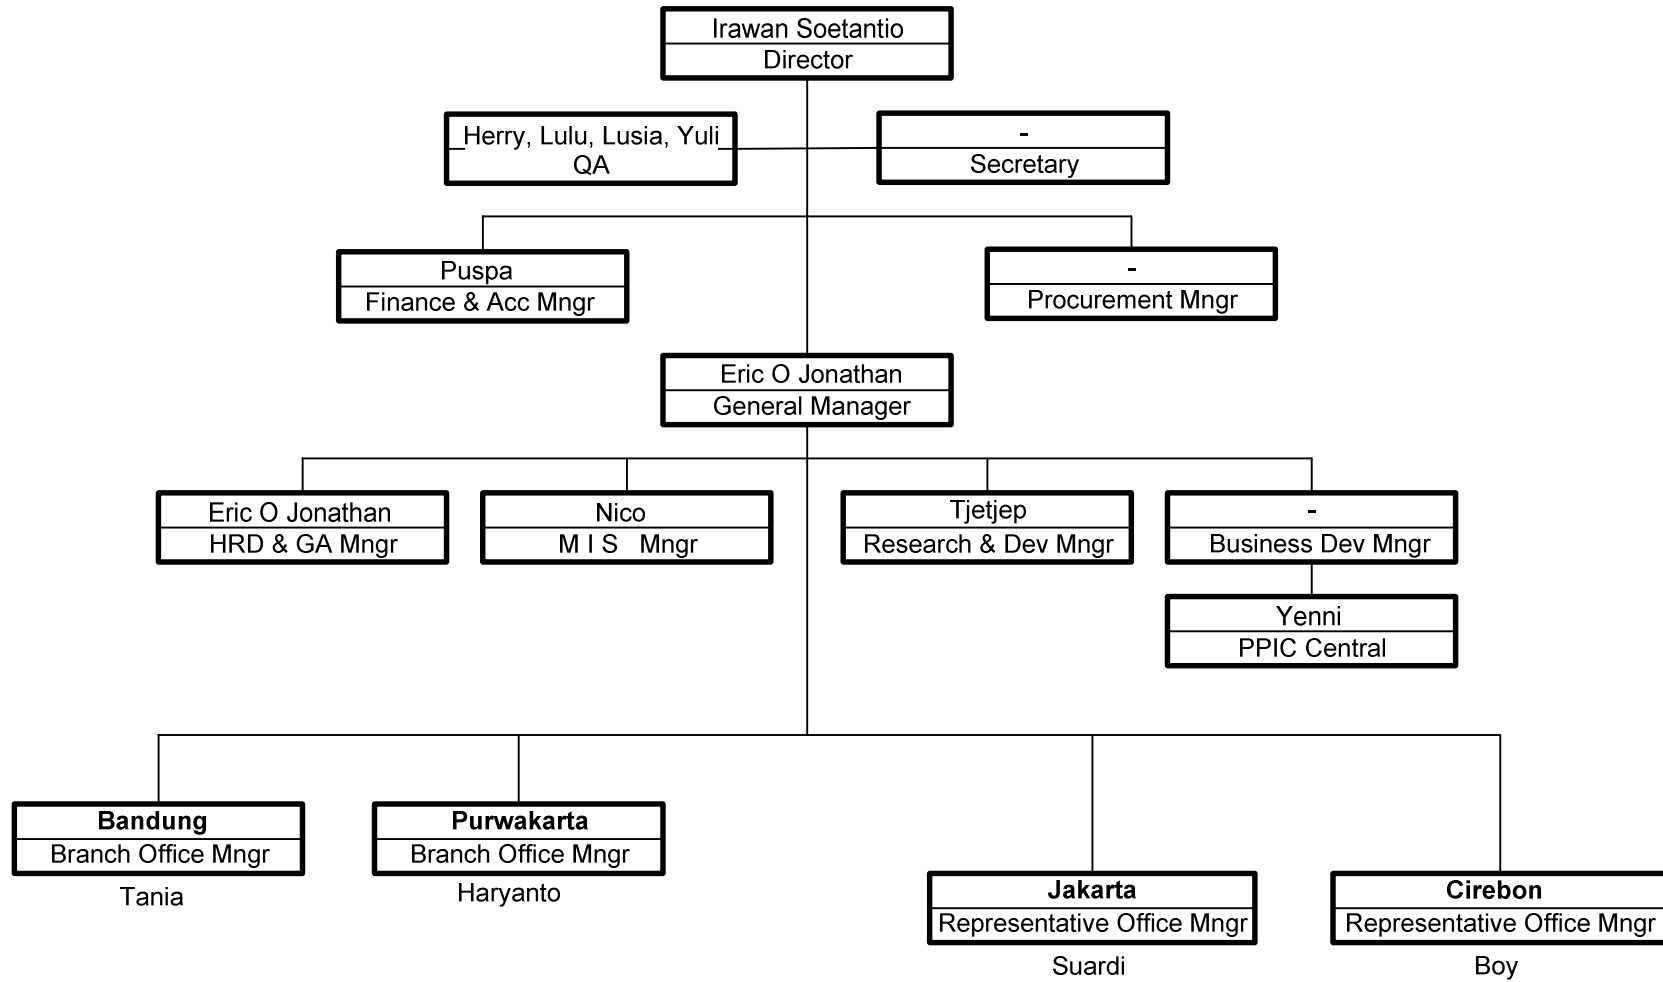 Irawan Soetantio
Director
Herry, Lulu, Lusia, Yuli
QA
-
Secretary
Puspa
Finance & Acc Mngr
-
Procurement Mngr
Eric O Jonathan
General Manager
Eric O Jonathan
HRD & GA Mngr
Nico
M I S   Mngr
Tjetjep
Research & Dev Mngr
-
Business Dev Mngr
Yenni
PPIC Central
Bandung
Branch Office Mngr
Tania
Purwakarta
Branch Office Mngr
Haryanto
Jakarta
Representative Office Mngr
Suardi
Cirebon
Representative Office Mngr
Boy